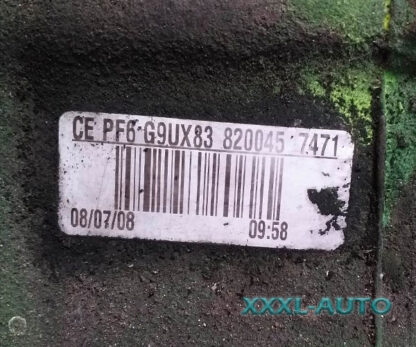 CE PF6 G9UX83 820045 7471
08/07/08 09:58
XXXL-AUTO